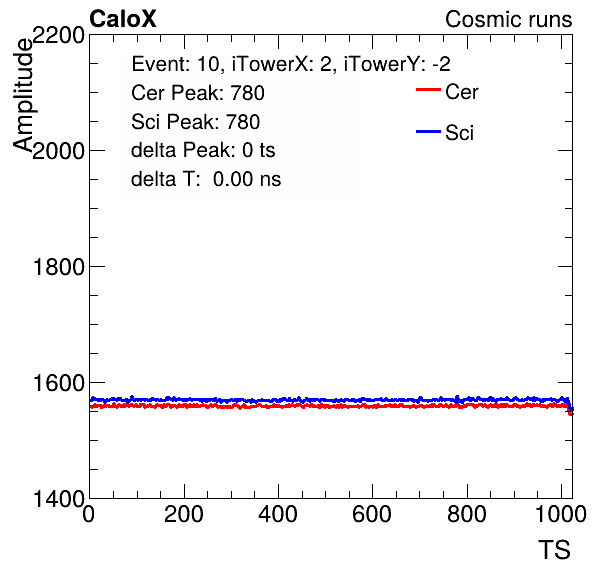 CaloX Cosmic runs
Amplitude
2200
2000
1800
1600
1400
Event: 10, iTowerX: 2, iTowerY: -2
Cer Peak: 780
Sci Peak: 780
delta Peak: 0 ts
delta T: 0.00 ns
Cer
Sci
0 200 400 600 800 1000
TS